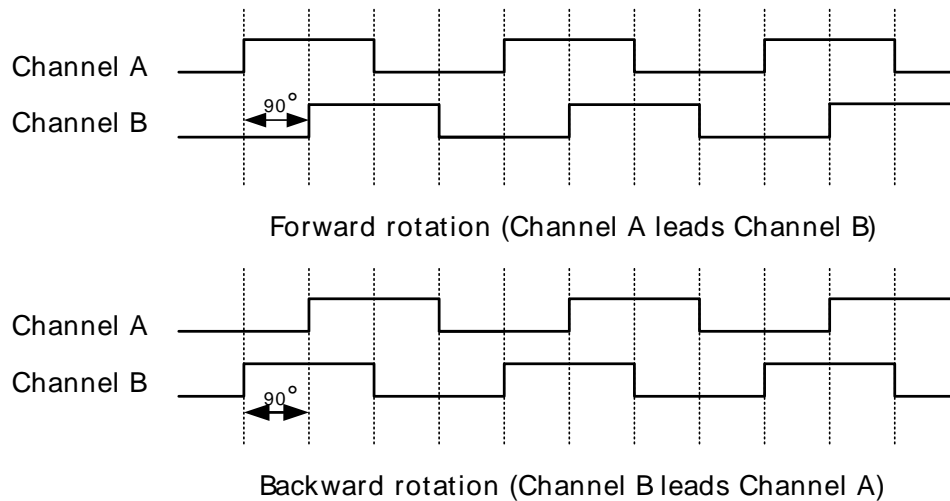 Channel A
90°
Channel B
Forward rotation (Channel A leads Channel B)
Channel A
Channel B
90°
Backward rotation (Channel B leads Channel A)